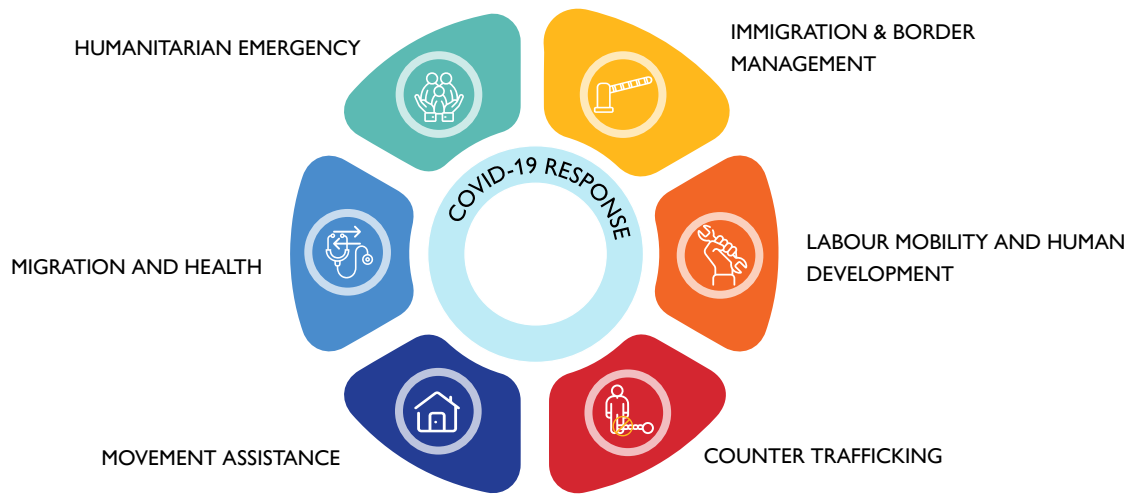 HUMANITARIAN EMERGENCY
IMMIGRATION & BORDER
MANAGEMENT
COVID-19 RESPONSE
MIGRATION AND HEALTH
LABOUR MOBILITY AND HUMAN
DEVELOPMENT
MOVEMENT ASSISTANCE
COUNTER TRAFFICKING